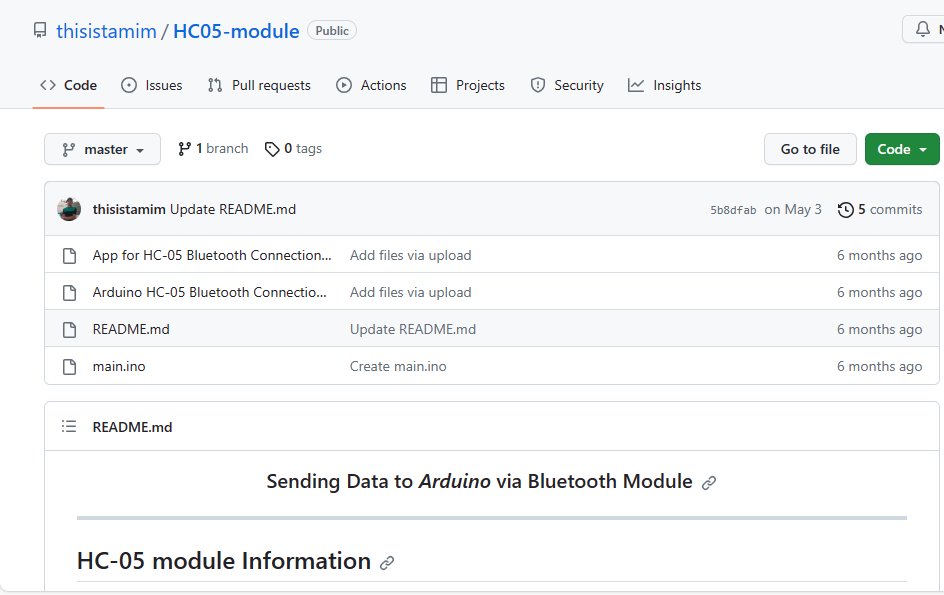 thisistamim / HC05-module Public
N
Code Issues Pull requests Actions Projects Security Insights
master 1 branch 0 tags Go to file Code
thisistamim Update README.md 5b8dfab on May 3 5 commits
App for HC-05 Bluetooth Connection... Add files via upload 6 months ago
Arduino HC-05 Bluetooth Connectio... Add files via upload 6 months ago
README.md Update README.md 6 months ago
main.ino Create main.ino 6 months ago
README.md
Sending Data to Arduino via Bluetooth Module
HC-05 module Information